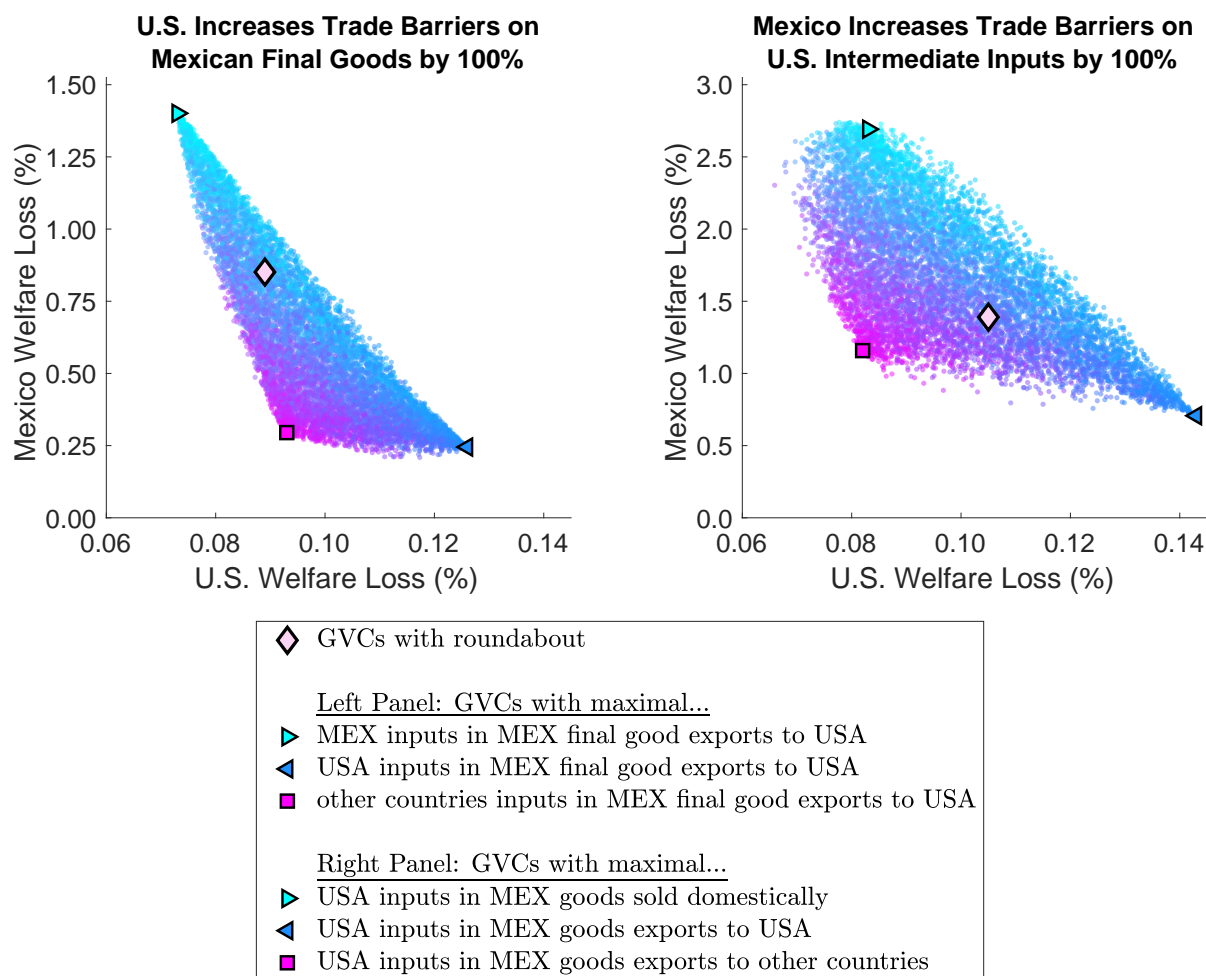 U.S. Increases Trade Barriers on
Mexican Final Goods by 100%
1.50
1.25
1.00
0.75
0.50
0.25
0.00
Mexico Welfare Loss (%)
0.06 0.08 0.10 0.12 0.14
U.S. Welfare Loss (%)
Mexico Increases Trade Barriers on
U.S. Intermediate Inputs by 100%
3.0
2.5
2.0
1.5
1.0
0.5
0.0
Mexico Welfare Loss (%)
0.06 0.08 0.10 0.12 0.14
U.S. Welfare Loss (%)
GVCs with roundabout
Left Panel: GVCs with maximal...
MEX inputs in MEX final good exports to USA
USA inputs in MEX final good exports to USA
other countries inputs in MEX final good exports to USA
Right Panel: GVCs with maximal...
USA inputs in MEX goods sold domestically
USA inputs in MEX goods exports to USA
USA inputs in MEX goods exports to other countries